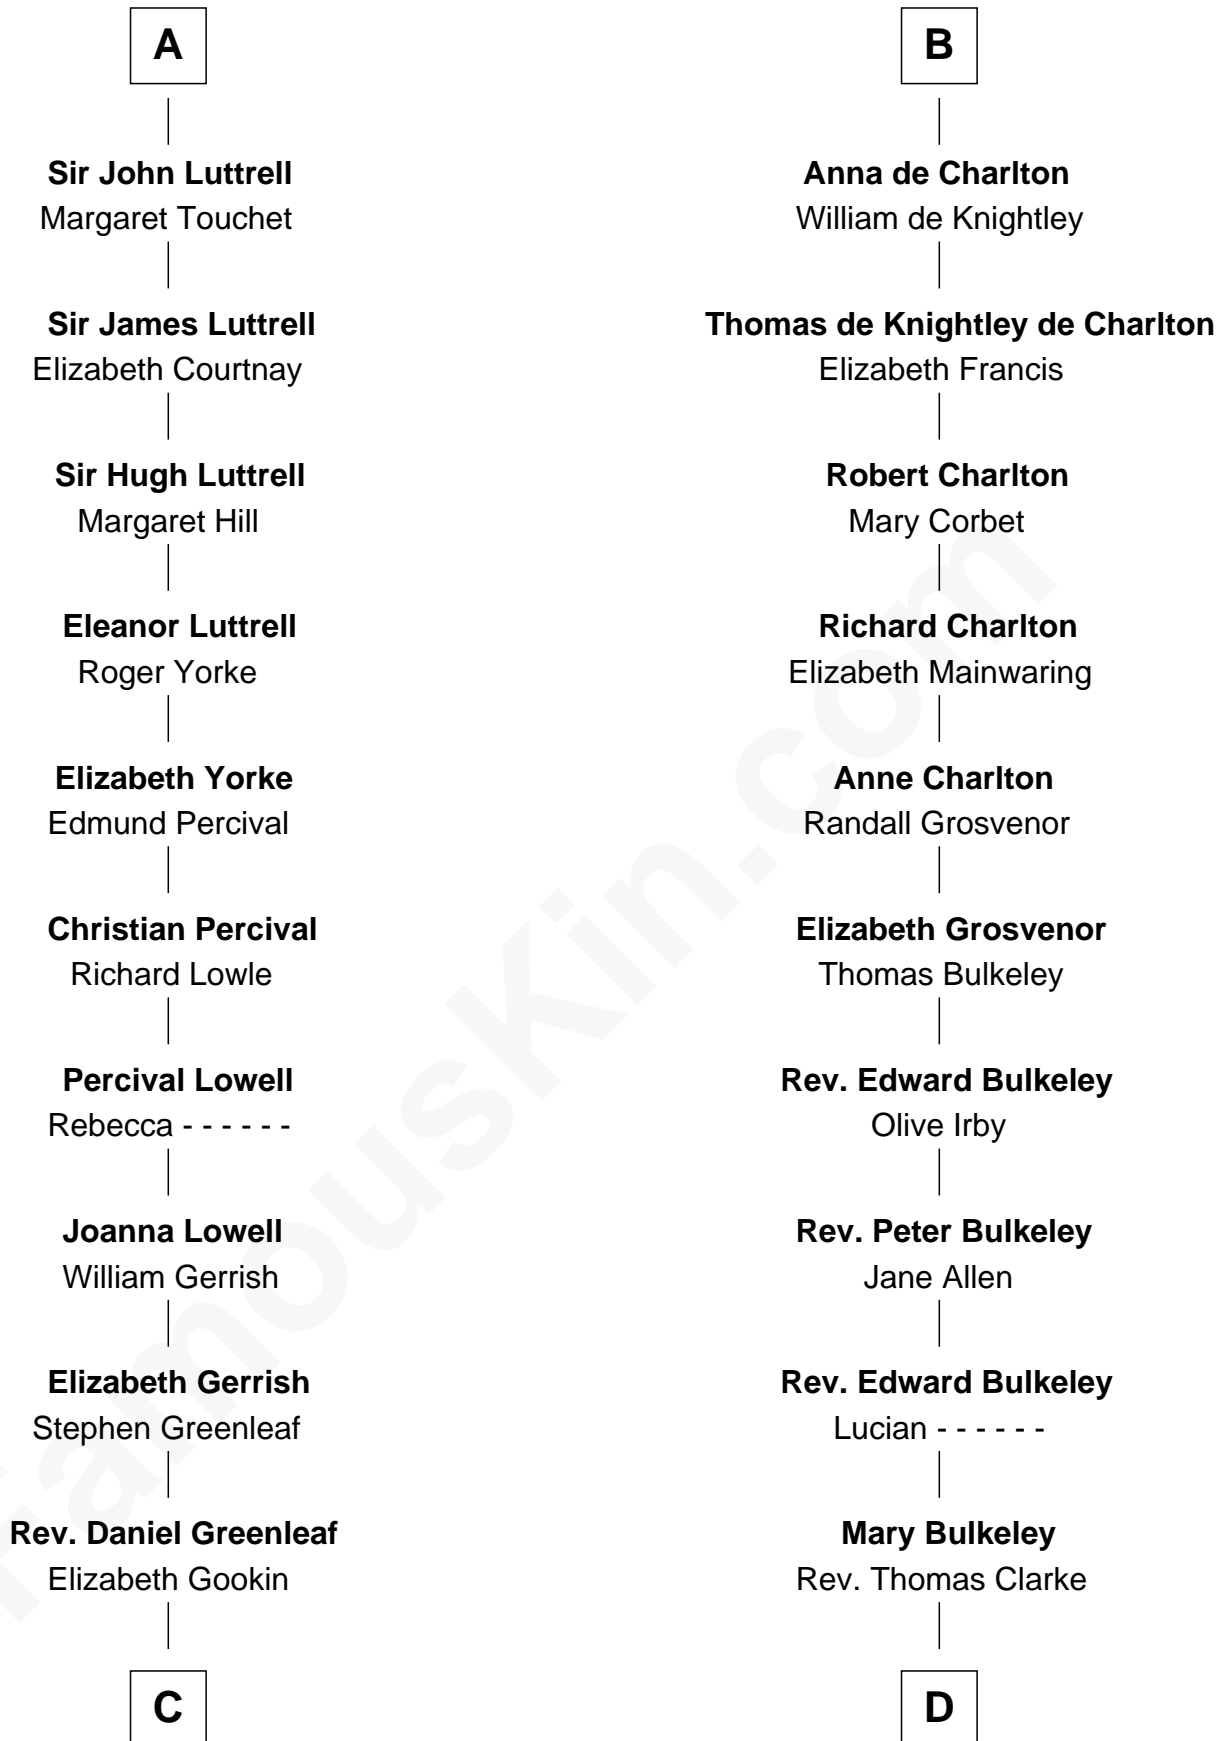 A
Sir John Luttrell
Margaret Touchet
Sir James Luttrell
Elizabeth Courtnay
Sir Hugh Luttrell
Margaret Hill
Eleanor Luttrell
Roger Yorke
Elizabeth Yorke
Edmund Percival
Christian Percival
Richard Lowle
Percival Lowell
Rebecca - - - - - -
Joanna Lowell
William Gerrish
Elizabeth Gerrish
Stephen Greenleaf
Rev. Daniel Greenleaf
Elizabeth Gookin
C
B
Anna de Charlton
William de Knightley
Thomas de Knightley de Charlton
Elizabeth Francis
Robert Charlton
Mary Corbet
Richard Charlton
Elizabeth Mainwaring
Anne Charlton
Randall Grosvenor
Elizabeth Grosvenor
Thomas Bulkeley
Rev. Edward Bulkeley
Olive Irby
Rev. Peter Bulkeley
Jane Allen
Rev. Edward Bulkeley
Lucian - - - - - -
Mary Bulkeley
Rev. Thomas Clarke
D
FamousKin.com